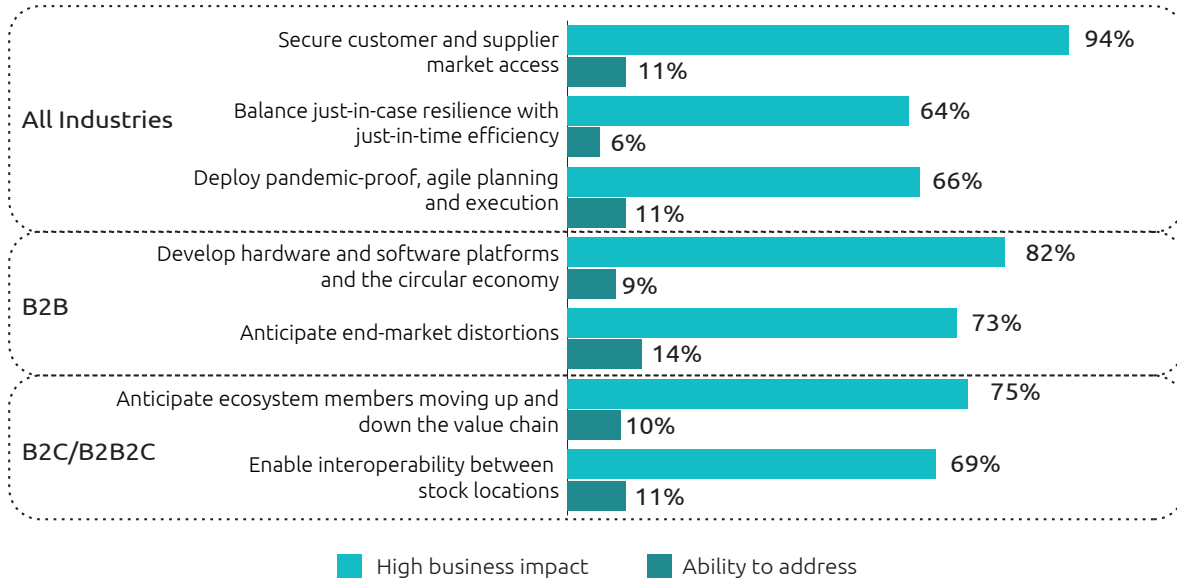 Secure customer and supplier
market access
94%
11%
All Industries
Balance just-in-case resilience with
just-in-time efficiency
64%
6%
Deploy pandemic-proof, agile planning
and execution
66%
11%
B2B
Develop hardware and software platforms
and the circular economy
82%
9%
Anticipate end-market distortions
73%
14%
B2C/B2B2C
Anticipate ecosystem members moving up and
down the value chain
75%
10%
Enable interoperability between
stock locations
69%
11%
High business impact
Ability to address